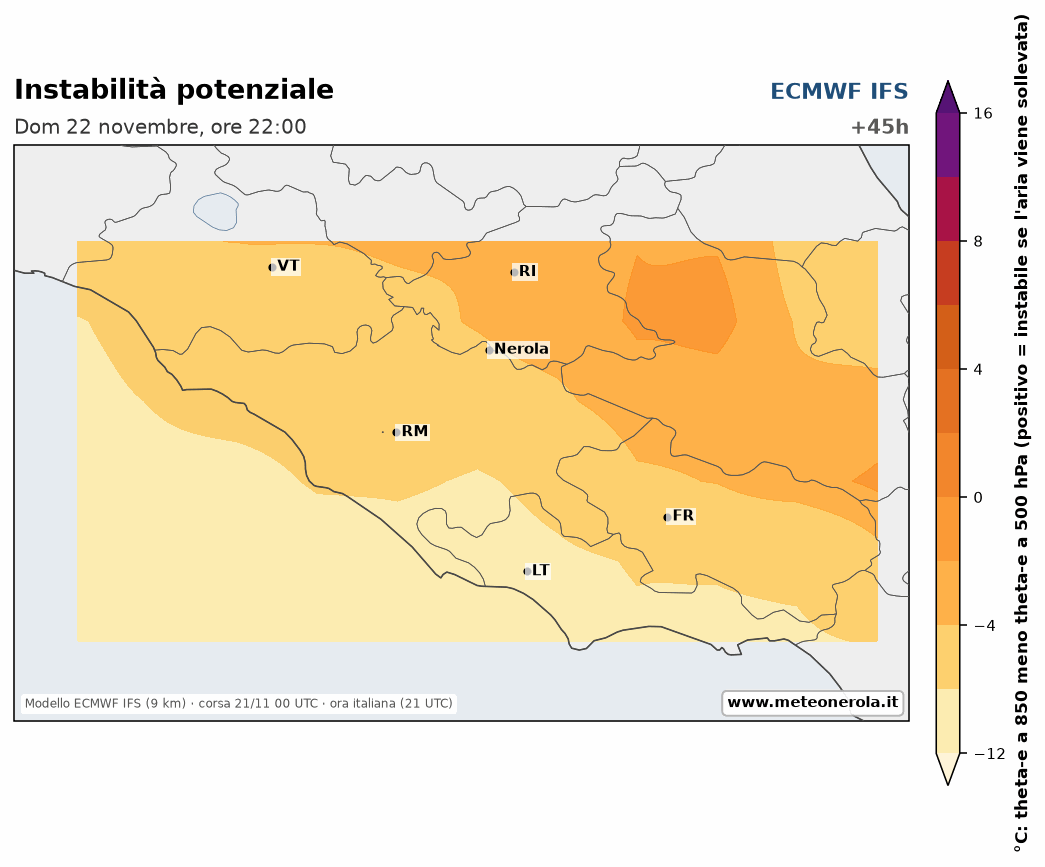 Instabilità potenziale
ECMWF IFS
Dom 22 novembre, ore 22:00
+45h
VT
RI
Nerola
RM
FR
LT
Modello ECMWF IFS (9 km) · corsa 21/11 00 UTC · ora italiana (21 UTC)
www.meteonerola.it
16
8
4
0
−4
−12
°C: theta-e a 850 meno theta-e a 500 hPa (positivo = instabile se l'aria viene sollevata)